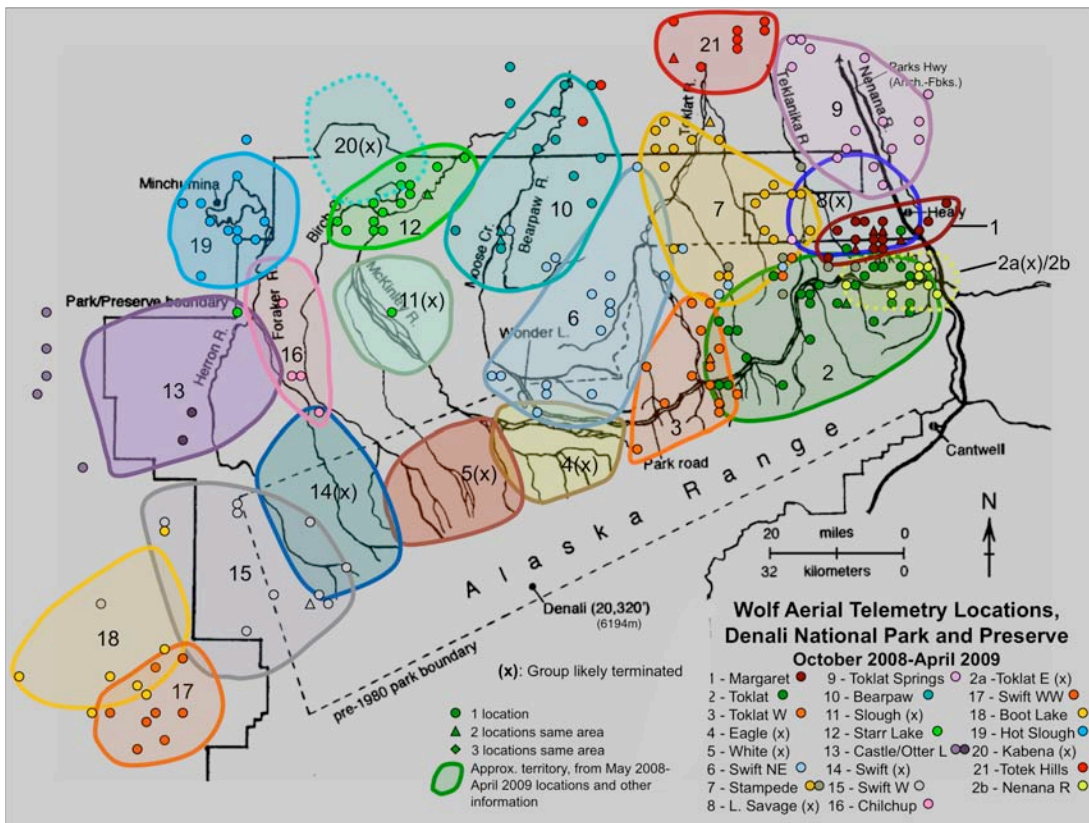 21
Parks Hwy
(Anch.-Fbks.)
Toklat R.
Teklanika R.
Nenana R.
9
20(x)
Minchumina
Birch
12
10
Bearpaw R.
7
8(x)
Healy
1
19
Moose Cr.
2a(x)/2b
Park/Preserve boundary
Foraker R.
McKinley R.
11(x)
6
Wonder L.
Herron R.
13
16
3
2
Park road
Cantwell
14(x)
5(x)
4(x)
Alaska Range
N
20 miles 0
32 kilometers 0
15
18
17
Denali (20,320')
(6194m)
pre-1980 park boundary
(x): Group likely terminated
1 location
2 locations same area
3 locations same area
Approx. territory, from May 2008-
April 2009 locations and other
information
Wolf Aerial Telemetry Locations,
Denali National Park and Preserve
October 2008-April 2009
1 - Margaret 9 - Toklat Springs 2a -Toklat E (x)
2 - Toklat 10 - Bearpaw 17 - Swift WW
3 - Toklat W 11 - Slough (x) 18 - Boot Lake
4 - Eagle (x) 12 - Starr Lake 19 - Hot Slough
5 - White (x) 13 - Castle/Otter L 20 - Kabena (x)
6 - Swift NE 14 - Swift (x) 21 - Totek Hills
7 - Stampede 15 - Swift W 2b - Nenana R
8 - L. Savage (x) 16 - Chilchup